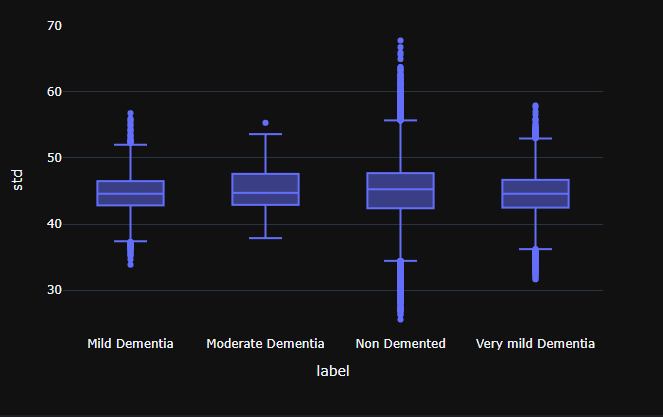 70
60
50
40
30
std
Mild Dementia
Moderate Dementia
Non Demented
Very mild Dementia
label